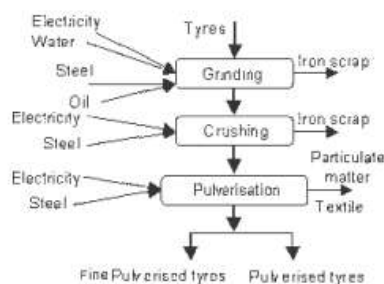 Electricity
Water
Tyres
Steel
Grinding
Iron scrap
Oil
Electricity
Steel
Crushing
Iron scrap
Electricity
Steel
Pulverisation
Particulate
matter
Textile
Fine Pulverised tyres
Pulverised tyres